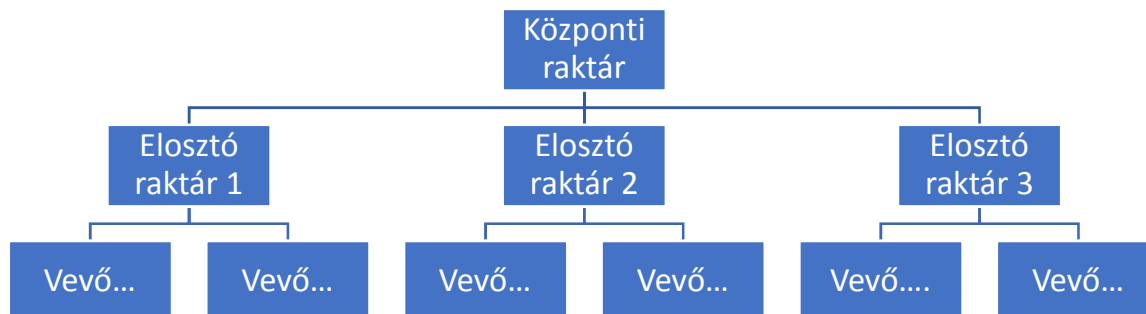 Központi
raktár
Elosztó
raktár 1
Elosztó
raktár 2
Elosztó
raktár 3
Vevő...
Vevő...
Vevő...
Vevő...
Vevő....
Vevő...